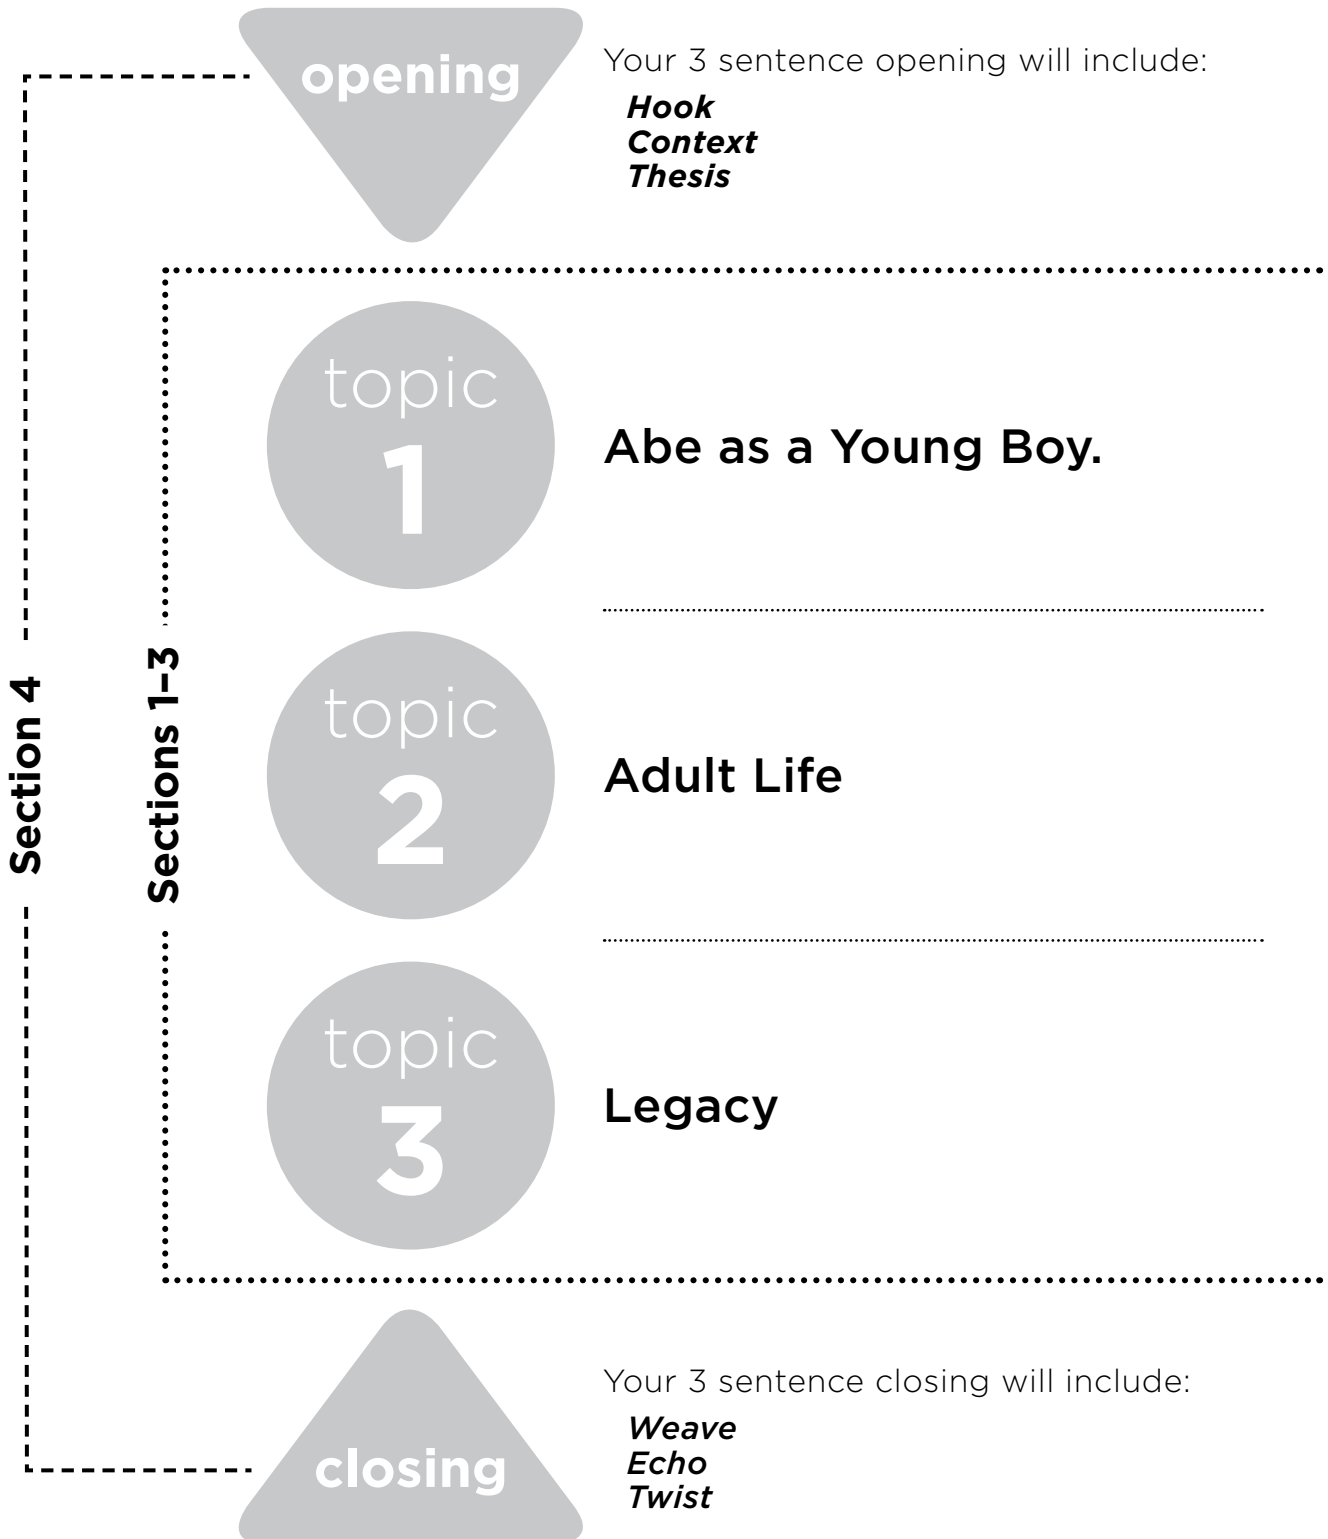 opening
Your 3 sentence opening will include:
Hook
Context
Thesis
topic
1
Abe as a Young Boy.
topic
2
Adult Life
topic
3
Legacy
Section 4
Sections 1–3
closing
Your 3 sentence closing will include:
Weave
Echo
Twist